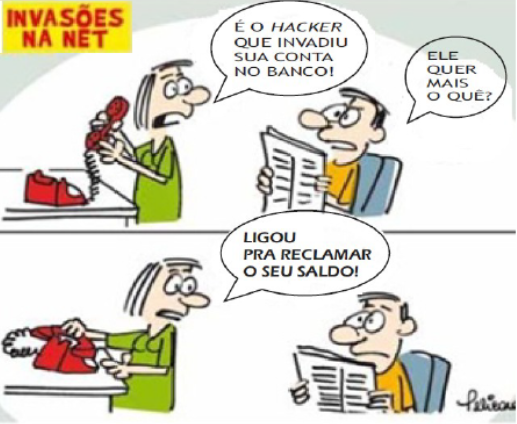 INVASÕES
NA NET
É O HACKER
QUE INVADIU
SUA CONTA
NO BANCO!
ELE
QUER
MAIS
O QUÊ?
LIGOU
PRA RECLAMAR
O SEU SALDO!
Pelicano